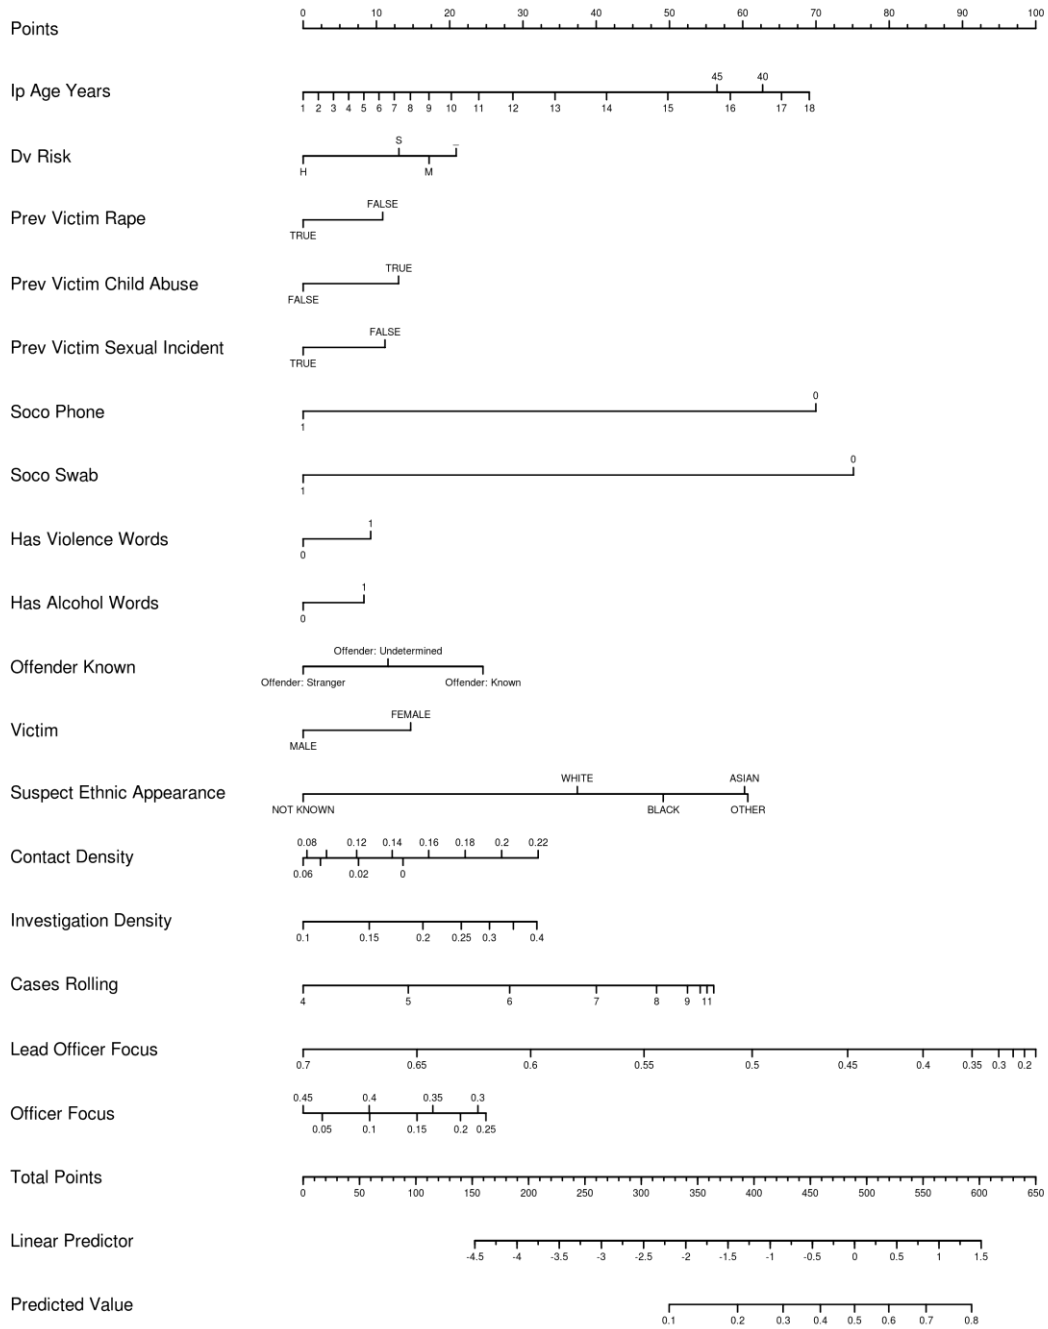 Points
0 10 20 30 40 50 60 70 80 90 100
Ip Age Years
45 40
1 2 3 4 5 6 7 8 9 10 11 12 13 14 15 16 17 18
Dv Risk
S _
H M
Prev Victim Rape
FALSE
TRUE
Prev Victim Child Abuse
TRUE
FALSE
Prev Victim Sexual Incident
FALSE
TRUE
Soco Phone
0
1
Soco Swab
0
1
Has Violence Words
1
0
Has Alcohol Words
1
0
Offender Known
Offender: Undetermined
Offender: Stranger Offender: Known
Victim
FEMALE
MALE
Suspect Ethnic Appearance
WHITE ASIAN
NOT KNOWN BLACK OTHER
Contact Density
0.08 0.12 0.14 0.16 0.18 0.2 0.22
0.06 0.02 0
Investigation Density
0.1 0.15 0.2 0.25 0.3 0.4
Cases Rolling
4 5 6 7 8 9 11
Lead Officer Focus
0.7 0.65 0.6 0.55 0.5 0.45 0.4 0.35 0.3 0.2
Officer Focus
0.45 0.4 0.35 0.3
0.05 0.1 0.15 0.2 0.25
Total Points
0 50 100 150 200 250 300 350 400 450 500 550 600 650
Linear Predictor
-4.5 -4 -3.5 -3 -2.5 -2 -1.5 -1 -0.5 0 0.5 1 1.5
Predicted Value
0.1 0.2 0.3 0.4 0.5 0.6 0.7 0.8